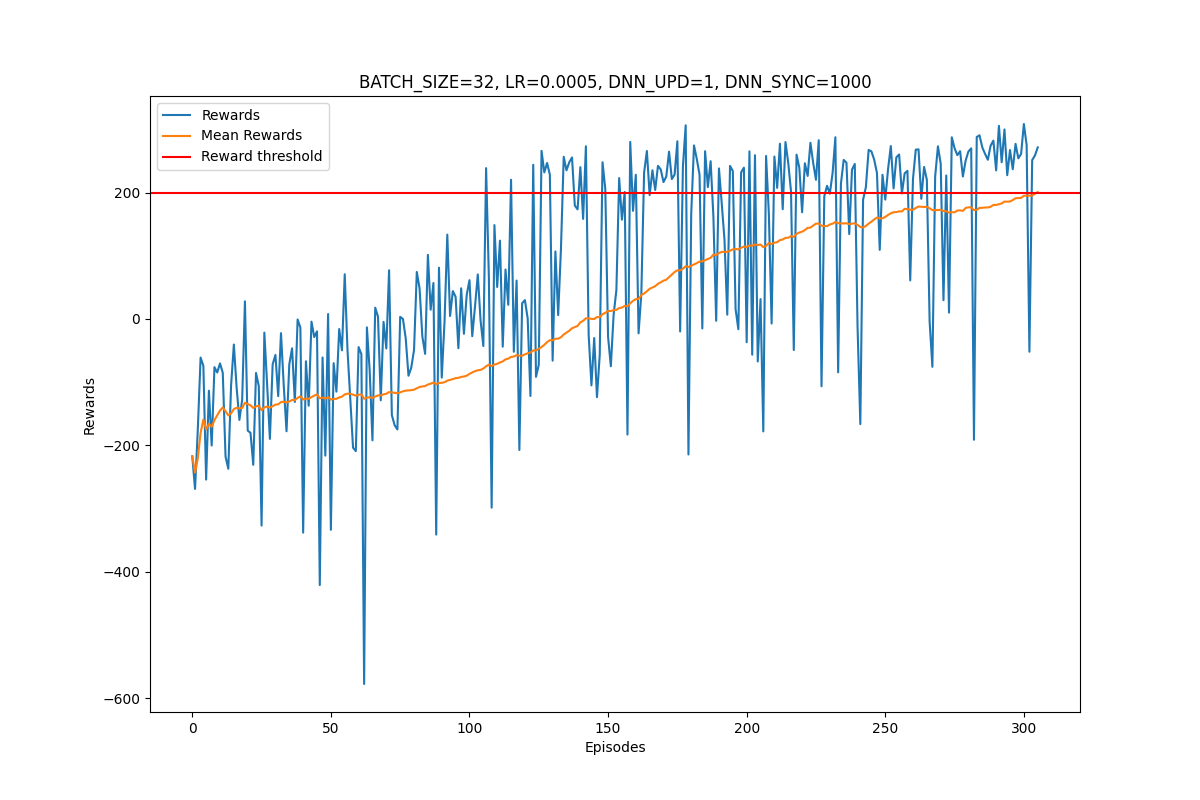 BATCH_SIZE=32, LR=0.0005, DNN_UPD=1, DNN_SYNC=1000
Rewards
Mean Rewards
Reward threshold
200
0
−200
−400
−600
Rewards
0
50
100
150
200
250
300
Episodes